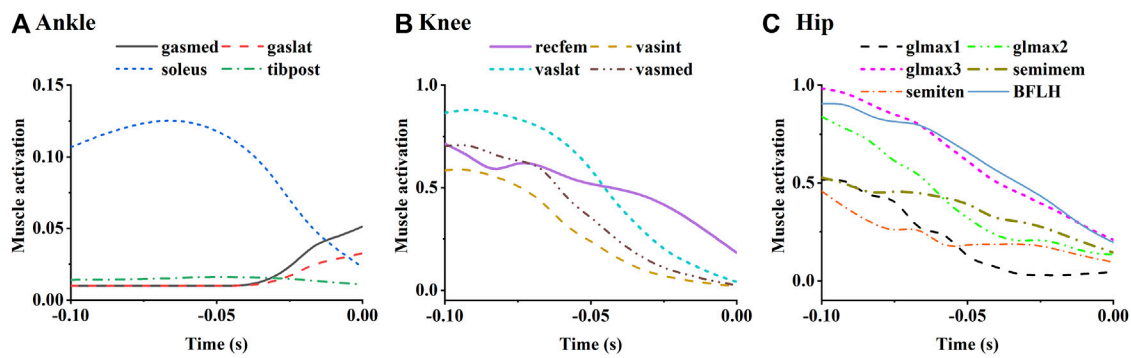 A Ankle
gasmed gaslat
soleus tibpost
0.15
0.10
0.05
0.00
Muscle activation
-0.10 -0.05 0.00
Time (s)
B Knee
recfem vasint
vaslat vasmed
1.0
0.5
0.0
Muscle activation
-0.10 -0.05 0.00
Time (s)
C Hip
glmax1 glmax2
glmax3 semimem
semiten BFLH
1.0
0.5
0.0
Muscle activation
-0.10 -0.05 0.00
Time (s)